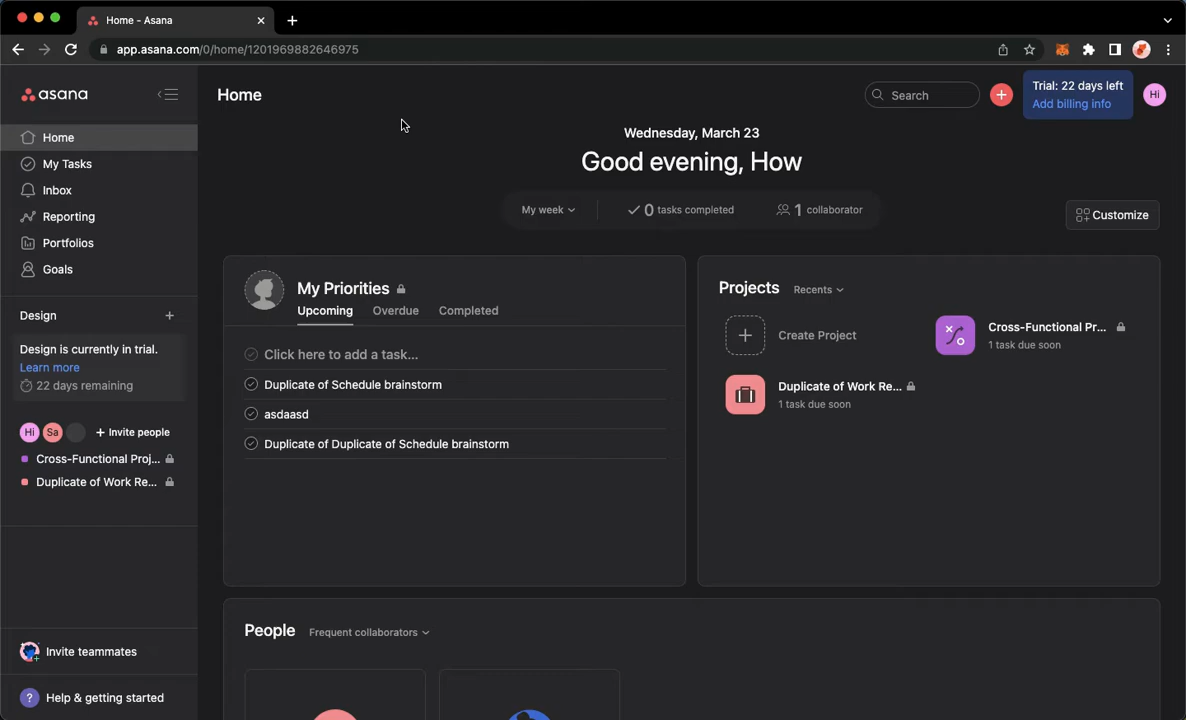 Home - Asana
app.asana.com/0/home/1201969882646975
asana
Home
Search
Trial: 22 days left
Add billing info
Hi
Home
My Tasks
Inbox
Reporting
Portfolios
Goals
Design
Design is currently in trial.
Learn more
22 days remaining
Hi
Sa
+ Invite people
Cross-Functional Proj...
Duplicate of Work Re...
Invite teammates
? Help & getting started
Wednesday, March 23
Good evening, How
My week
0 tasks completed
1 collaborator
Customize
My Priorities
Upcoming
Overdue
Completed
Click here to add a task...
Duplicate of Schedule brainstorm
asdaasd
Duplicate of Duplicate of Schedule brainstorm
Projects
Recents
Create Project
Cross-Functional Pr...
1 task due soon
Duplicate of Work Re...
1 task due soon
People
Frequent collaborators